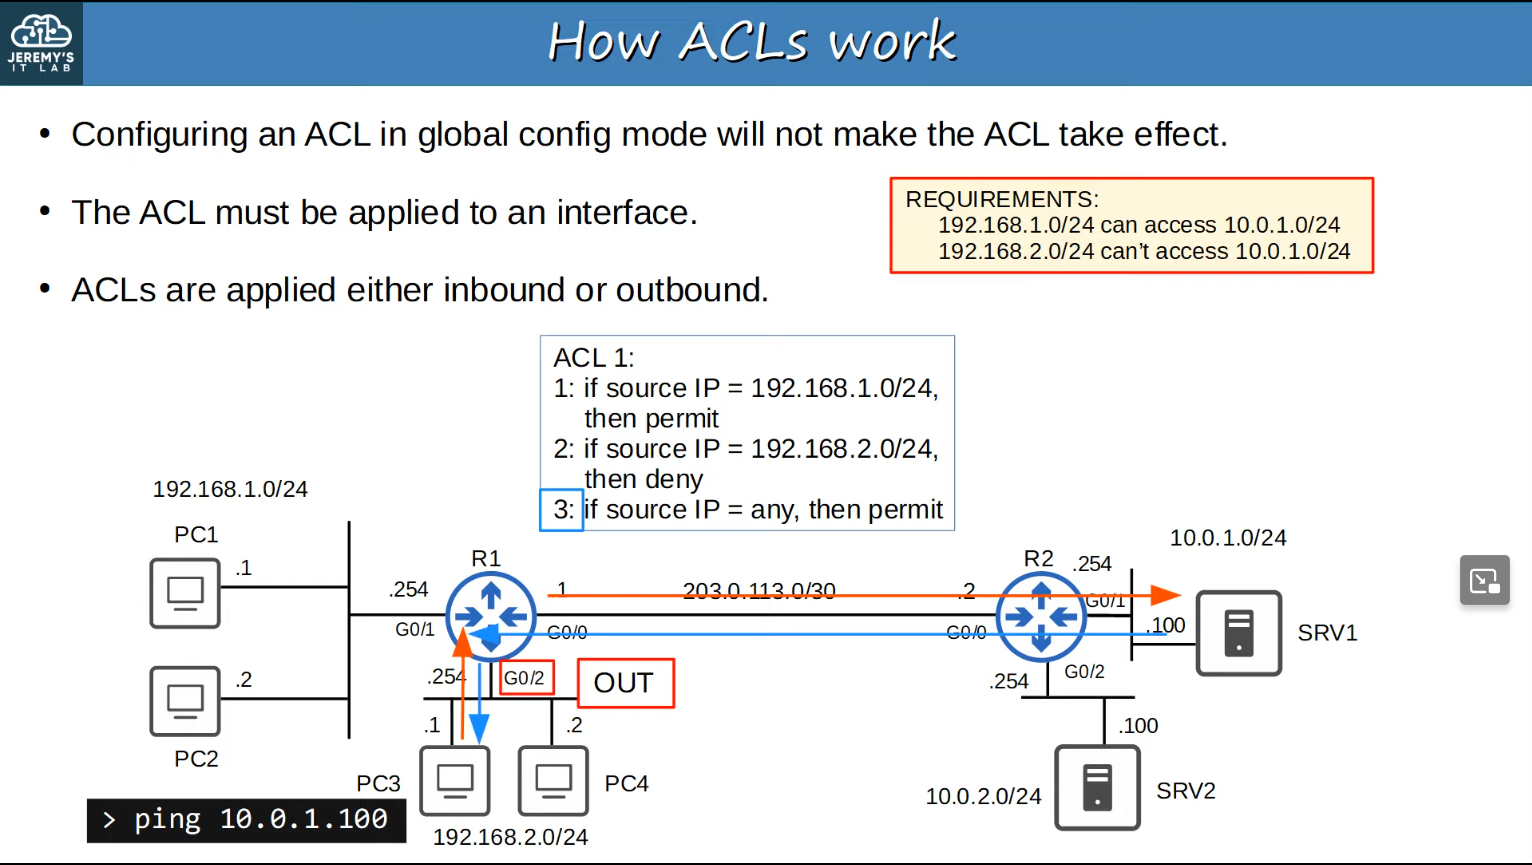 JEREMY'S
IT LAB
How ACLs work
• Configuring an ACL in global config mode will not make the ACL take effect.
• The ACL must be applied to an interface.
• ACLs are applied either inbound or outbound.
REQUIREMENTS:
192.168.1.0/24 can access 10.0.1.0/24
192.168.2.0/24 can't access 10.0.1.0/24
ACL 1:
1: if source IP = 192.168.1.0/24,
then permit
2: if source IP = 192.168.2.0/24,
then deny
3: if source IP = any, then permit
192.168.1.0/24
PC1
.1
.2
PC2
.254
G0/1
R1
.1
203.0.113.0/30
.2
G0/0
G0/0
R2
.254
G0/1
10.0.1.0/24
.100
SRV1
.254
G0/2
OUT
.1
.2
PC3
PC4
192.168.2.0/24
> ping 10.0.1.100
.254
G0/2
.100
10.0.2.0/24
SRV2